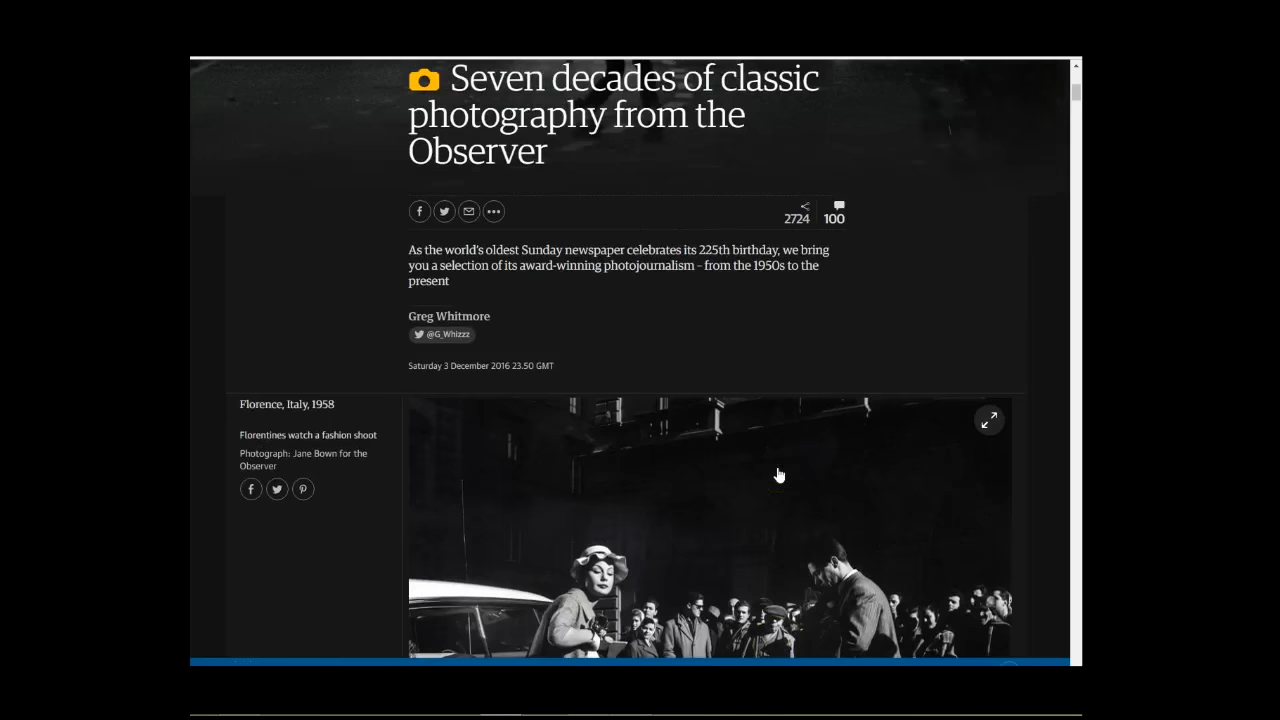 Seven decades of classic
photography from the
Observer
2724
100
As the world's oldest Sunday newspaper celebrates its 225th birthday, we bring
you a selection of its award-winning photojournalism – from the 1950s to the
present
Greg Whitmore
@G_Whizzz
Saturday 3 December 2016 23.50 GMT
Florence, Italy, 1958
Florentines watch a fashion shoot
Photograph: Jane Bown for the
Observer